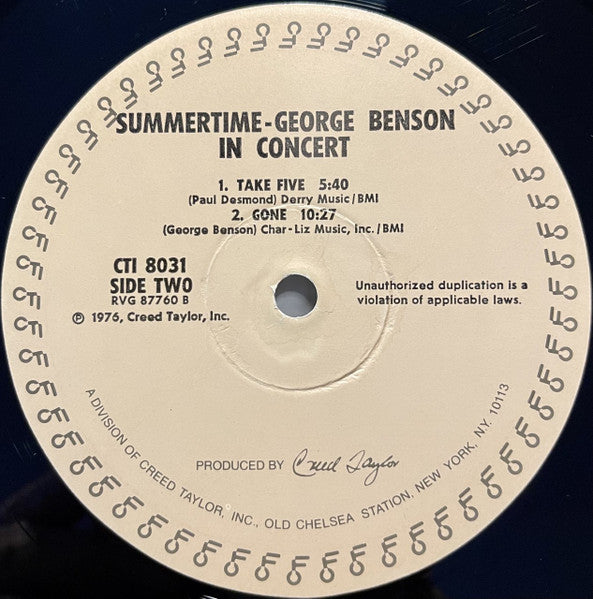 SUMMERTIME-GEORGE BENSON
IN CONCERT
1. TAKE FIVE 5:40
(Paul Desmond) Derry Music/BMI
2. GONE 10:27
(George Benson) Char-Liz Music, Inc./BMI
CTI 8031
SIDE TWO
RVG 87760 B
℗ 1976, Creed Taylor, Inc.
Unauthorized duplication is a
violation of applicable laws.
PRODUCED BY Creed Taylor
A DIVISION OF CREED TAYLOR, INC., OLD CHELSEA STATION, NEW YORK, NY. 10113